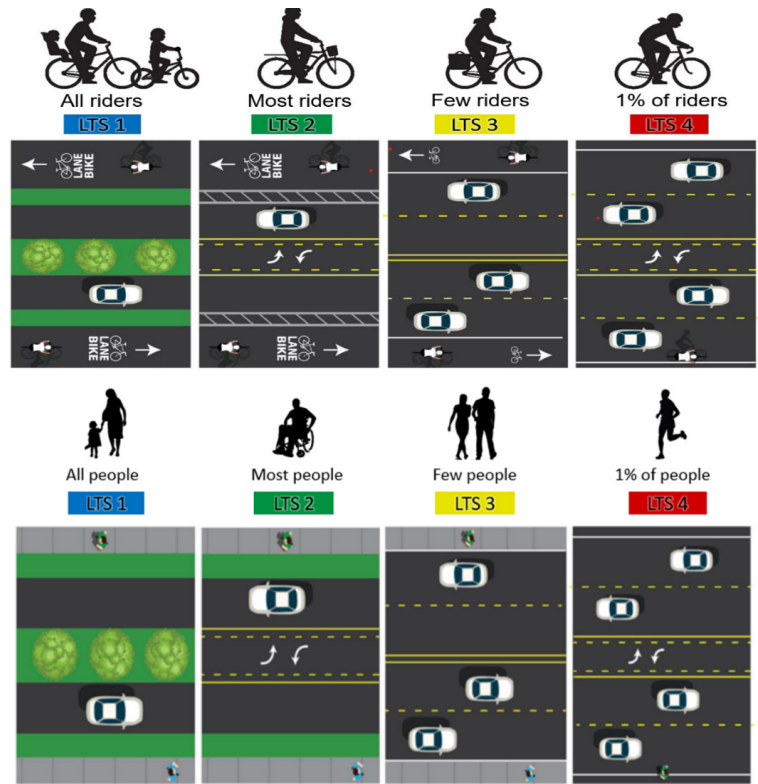 All riders
Most riders
Few riders
1% of riders
LTS 1
LTS 2
LTS 3
LTS 4
LANE
BIKE
LANE
BIKE
LANE
BIKE
LANE
BIKE
All people
Most people
Few people
1% of people
LTS 1
LTS 2
LTS 3
LTS 4